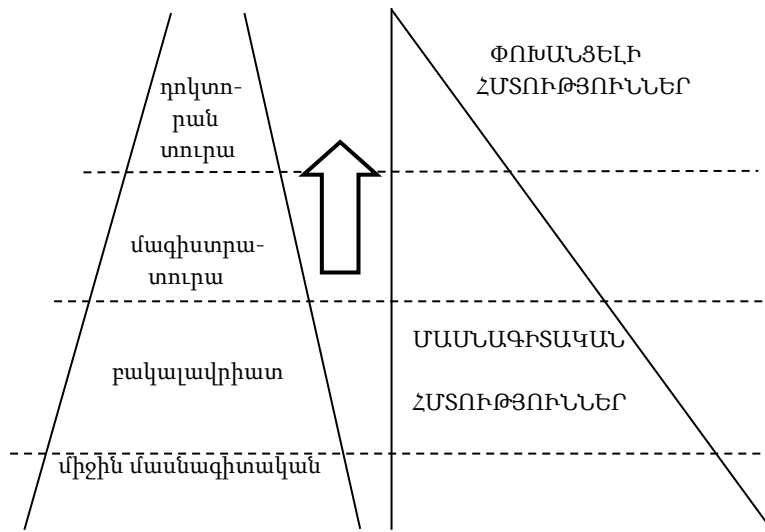 դոկտո-
րան
տուրա
մագիստրա-
տուրա
բակալավրիատ
միջին մասնագիտական
ՓՈԽԱՆՑԵԼԻ
ՀՄՏՈՒԹՅՈՒՆՆԵՐ
ՄԱՍՆԱԳԻՏԱԿԱՆ
ՀՄՏՈՒԹՅՈՒՆՆԵՐ